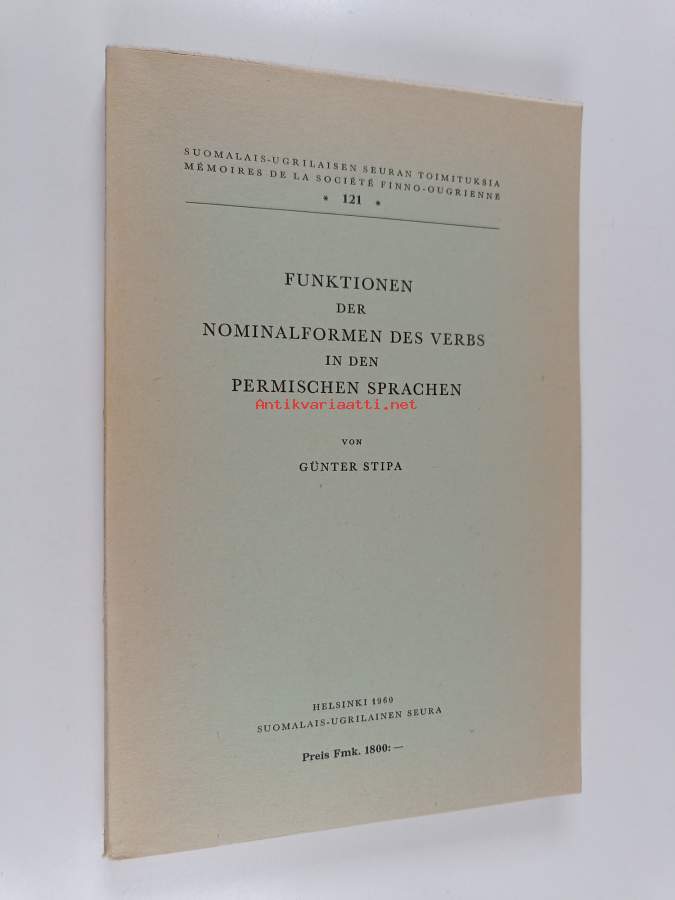 SUOMALAIS-UGRILAISEN SEURAN TOIMITUKSIA
MÉMOIRES DE LA SOCIÉTÉ FINNO-OUGRIENNE
* 121 *
FUNKTIONEN
DER
NOMINALFORMEN DES VERBS
IN DEN
PERMISCHEN SPRACHEN
Antikvariaatti.net
VON
GÜNTER STIPA
HELSINKI 1960
SUOMALAIS-UGRILAINEN SEURA
Preis Fmk. 1800:—